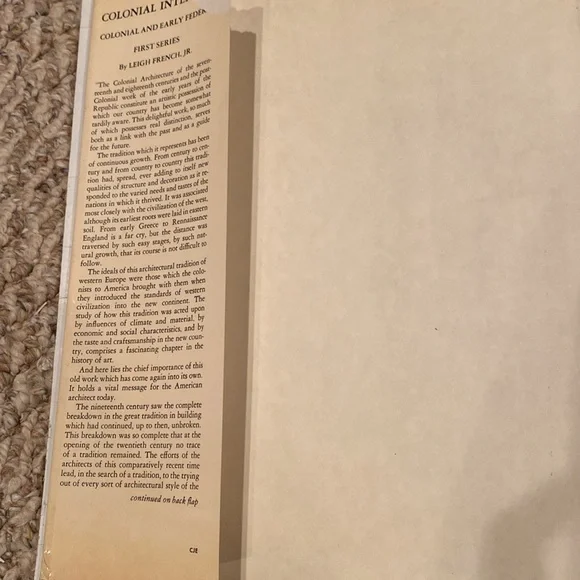 COLONIAL
COLONIAL AND EARLY
FIRST SERIES
By LEIGH FRENCH, JR.
"The Colonial Architecture of the seven-
teenth and eighteenth centuries and the post-
Colonial work of the early years of the
Republic constitute an artistic possession of
which our country has become somewhat
tardily aware. This delightful work, so much
of which possesses real distinction, serves
both as a link with the past and as a guide
for the future.
The tradition which it represents has been
of continuous growth. From century to cen-
tury and from country to country this tradi-
tion had, spread, ever adding to itself new
qualities of structure and decoration as it re-
sponded to the varied needs and tastes of the
nations in which it thrived. It was associated
most closely with the civilization of the west,
although its earliest roots were laid in eastern
soil. From early Greece to Rennaissance
England is a far cry, but the distance was
traversed by such easy stages, by such nat-
ural growth, that its course is not difficult to
follow.
The ideals of this architectural tradition of
western Europe were those which the colo-
nists to America brought with them when
they introduced the standards of western
civilization into the new continent. The
study of how this tradition was acted upon
by influences of climate and material, by
economic and social characteristics, and by
the taste and craftsmanship in the new coun-
try, comprises a fascinating chapter in the
history of art.
And here lies the chief importance of this
old work which has come again into its own.
It holds a vital message for the American
architect today.
The nineteenth century saw the complete
breakdown in the great tradition in building
which had continued, up to then, unbroken.
This breakdown was so complete that at the
opening of the twentieth century no trace
of a tradition remained. The efforts of the
architects of this comparatively recent time
lead, in the search of a tradition, to the trying
out of every sort of architectural style of the
continued on back flap
CJE